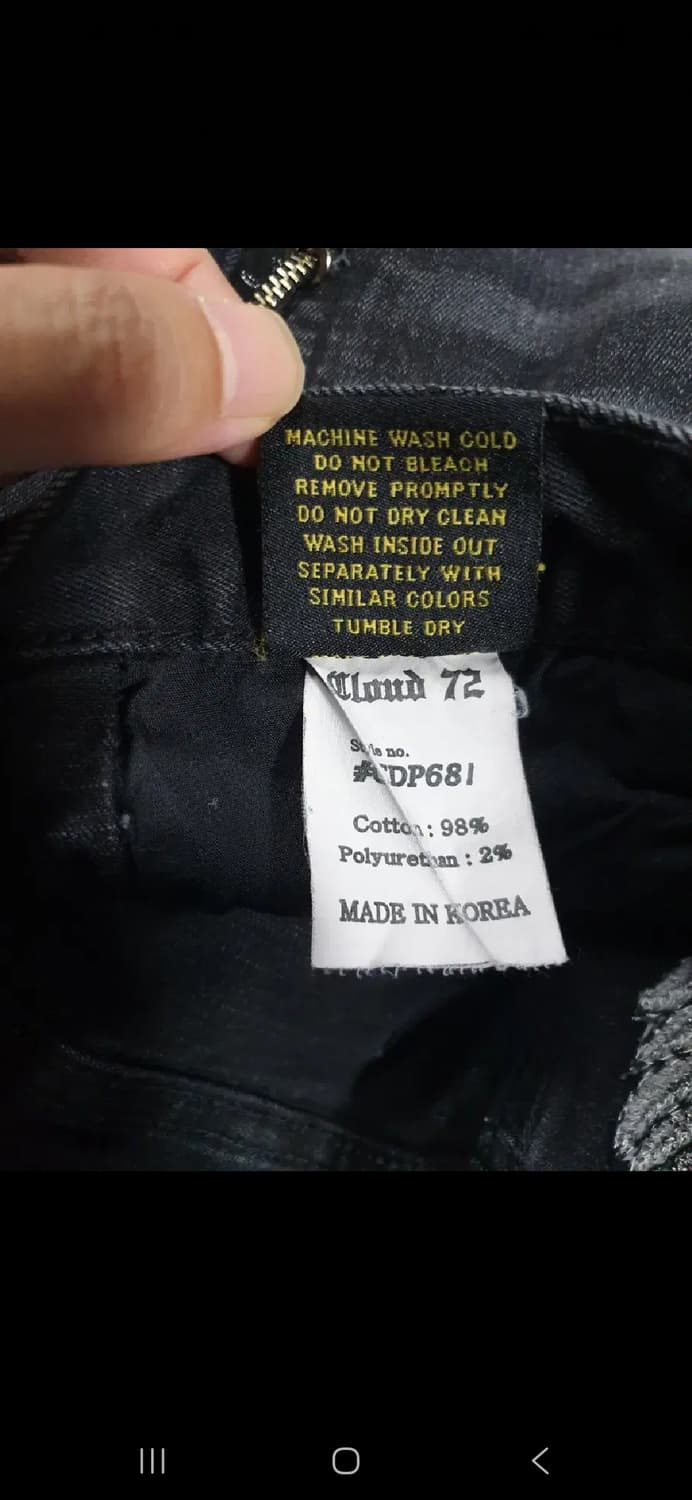 MACHINE WASH COLD
DO NOT BLEACH
REMOVE PROMPTLY
DO NOT DRY CLEAN
WASH INSIDE OUT
SEPARATELY WITH
SIMILAR COLORS
TUMBLE DRY
Cloud 72
Style no.
Cotton : 98%
Polyurethan : 2%
MADE IN KOREA